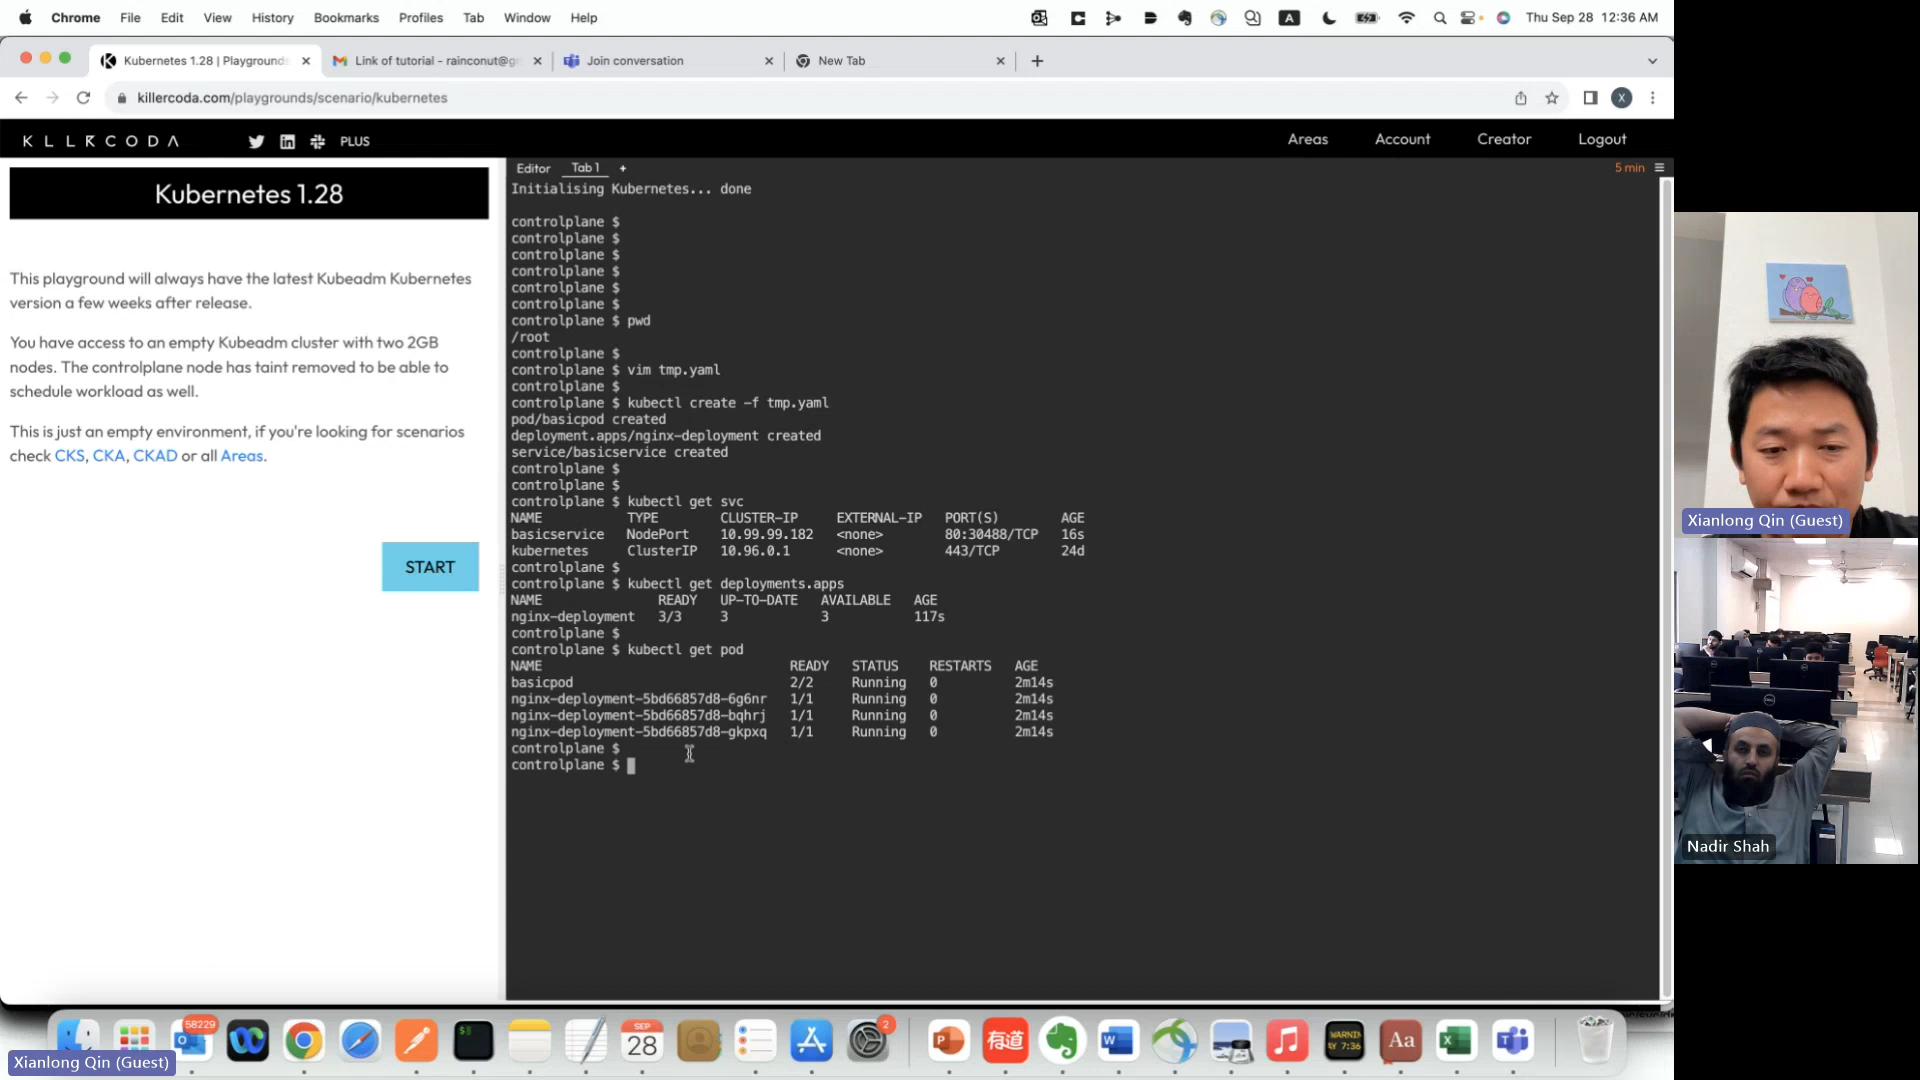 Chrome File Edit View History Bookmarks Profiles Tab Window Help
A
Thu Sep 28 12:36 AM
Kubernetes 1.28 | Playgrounds
Link of tutorial - rainconut@g
Join conversation
New Tab
killercoda.com/playgrounds/scenario/kubernetes
X
PLUS
Areas Account Creator Logout
Kubernetes 1.28
This playground will always have the latest Kubeadm Kubernetes
version a few weeks after release.
You have access to an empty Kubeadm cluster with two 2GB
nodes. The controlplane node has taint removed to be able to
schedule workload as well.
This is just an empty environment, if you're looking for scenarios
check CKS, CKA, CKAD or all Areas.
START
Editor Tab 1 +
5 min
Initialising Kubernetes... done
controlplane $
controlplane $
controlplane $
controlplane $
controlplane $
controlplane $
controlplane $ pwd
/root
controlplane $
controlplane $ vim tmp.yaml
controlplane $
controlplane $ kubectl create -f tmp.yaml
pod/basicpod created
deployment.apps/nginx-deployment created
service/basicservice created
controlplane $
controlplane $
controlplane $ kubectl get svc
NAME TYPE CLUSTER-IP EXTERNAL-IP PORT(S) AGE
basicservice NodePort 10.99.99.182 <none> 80:30488/TCP 16s
kubernetes ClusterIP 10.96.0.1 <none> 443/TCP 24d
controlplane $
controlplane $ kubectl get deployments.apps
NAME READY UP-TO-DATE AVAILABLE AGE
nginx-deployment 3/3 3 3 117s
controlplane $
controlplane $ kubectl get pod
NAME READY STATUS RESTARTS AGE
basicpod 2/2 Running 0 2m14s
nginx-deployment-5bd66857d8-6g6nr 1/1 Running 0 2m14s
nginx-deployment-5bd66857d8-bqhrj 1/1 Running 0 2m14s
nginx-deployment-5bd66857d8-gkpxq 1/1 Running 0 2m14s
controlplane $
controlplane $
Xianlong Qin (Guest)
Nadir Shah
58229
SEP
28
2
有道
WARNIN
Y 7:36
Aa
Xianlong Qin (Guest)